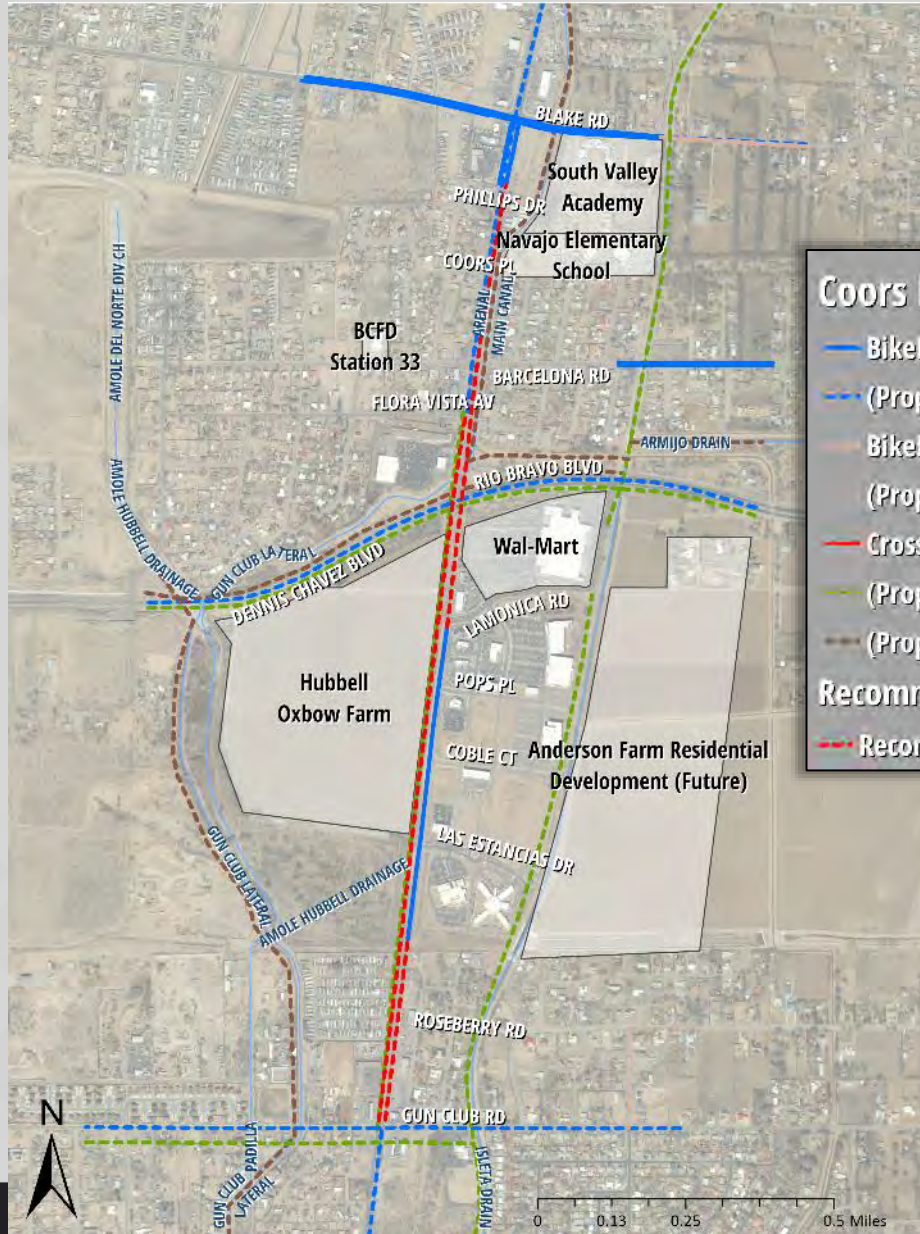 BLAKE RD
South Valley
Academy
PHILLIPS DR
Navajo Elementary
School
COORS PL
ARENAL
MAIN CANAL
AMOLE DEL NORTE DIV CH
BCFD
Station 33
BARCELONA RD
FLORA VISTA AV
ARMIJO DRAIN
RIO BRAVO BLVD
AMOLE HUBBELL DRAINAGE
GUN CLUB LATERAL
DENNIS CHAVEZ BLVD
Wal-Mart
LAMONICA RD
Hubbell
Oxbow Farm
POPS PL
COBLE CT
Anderson Farm Residential
Development (Future)
LAS ESTANCIAS DR
GUN CLUB LATERAL
AMOLE HUBBELL DRAINAGE
ROSEBERRY RD
GUN CLUB RD
GUN CLUB PADILLA
LATERAL
ISLETA DRAIN
N
0 0.13 0.25 0.5 Miles
Coors
(Prop
(Prop
Cross
(Prop
(Prop
Recomm
Recom